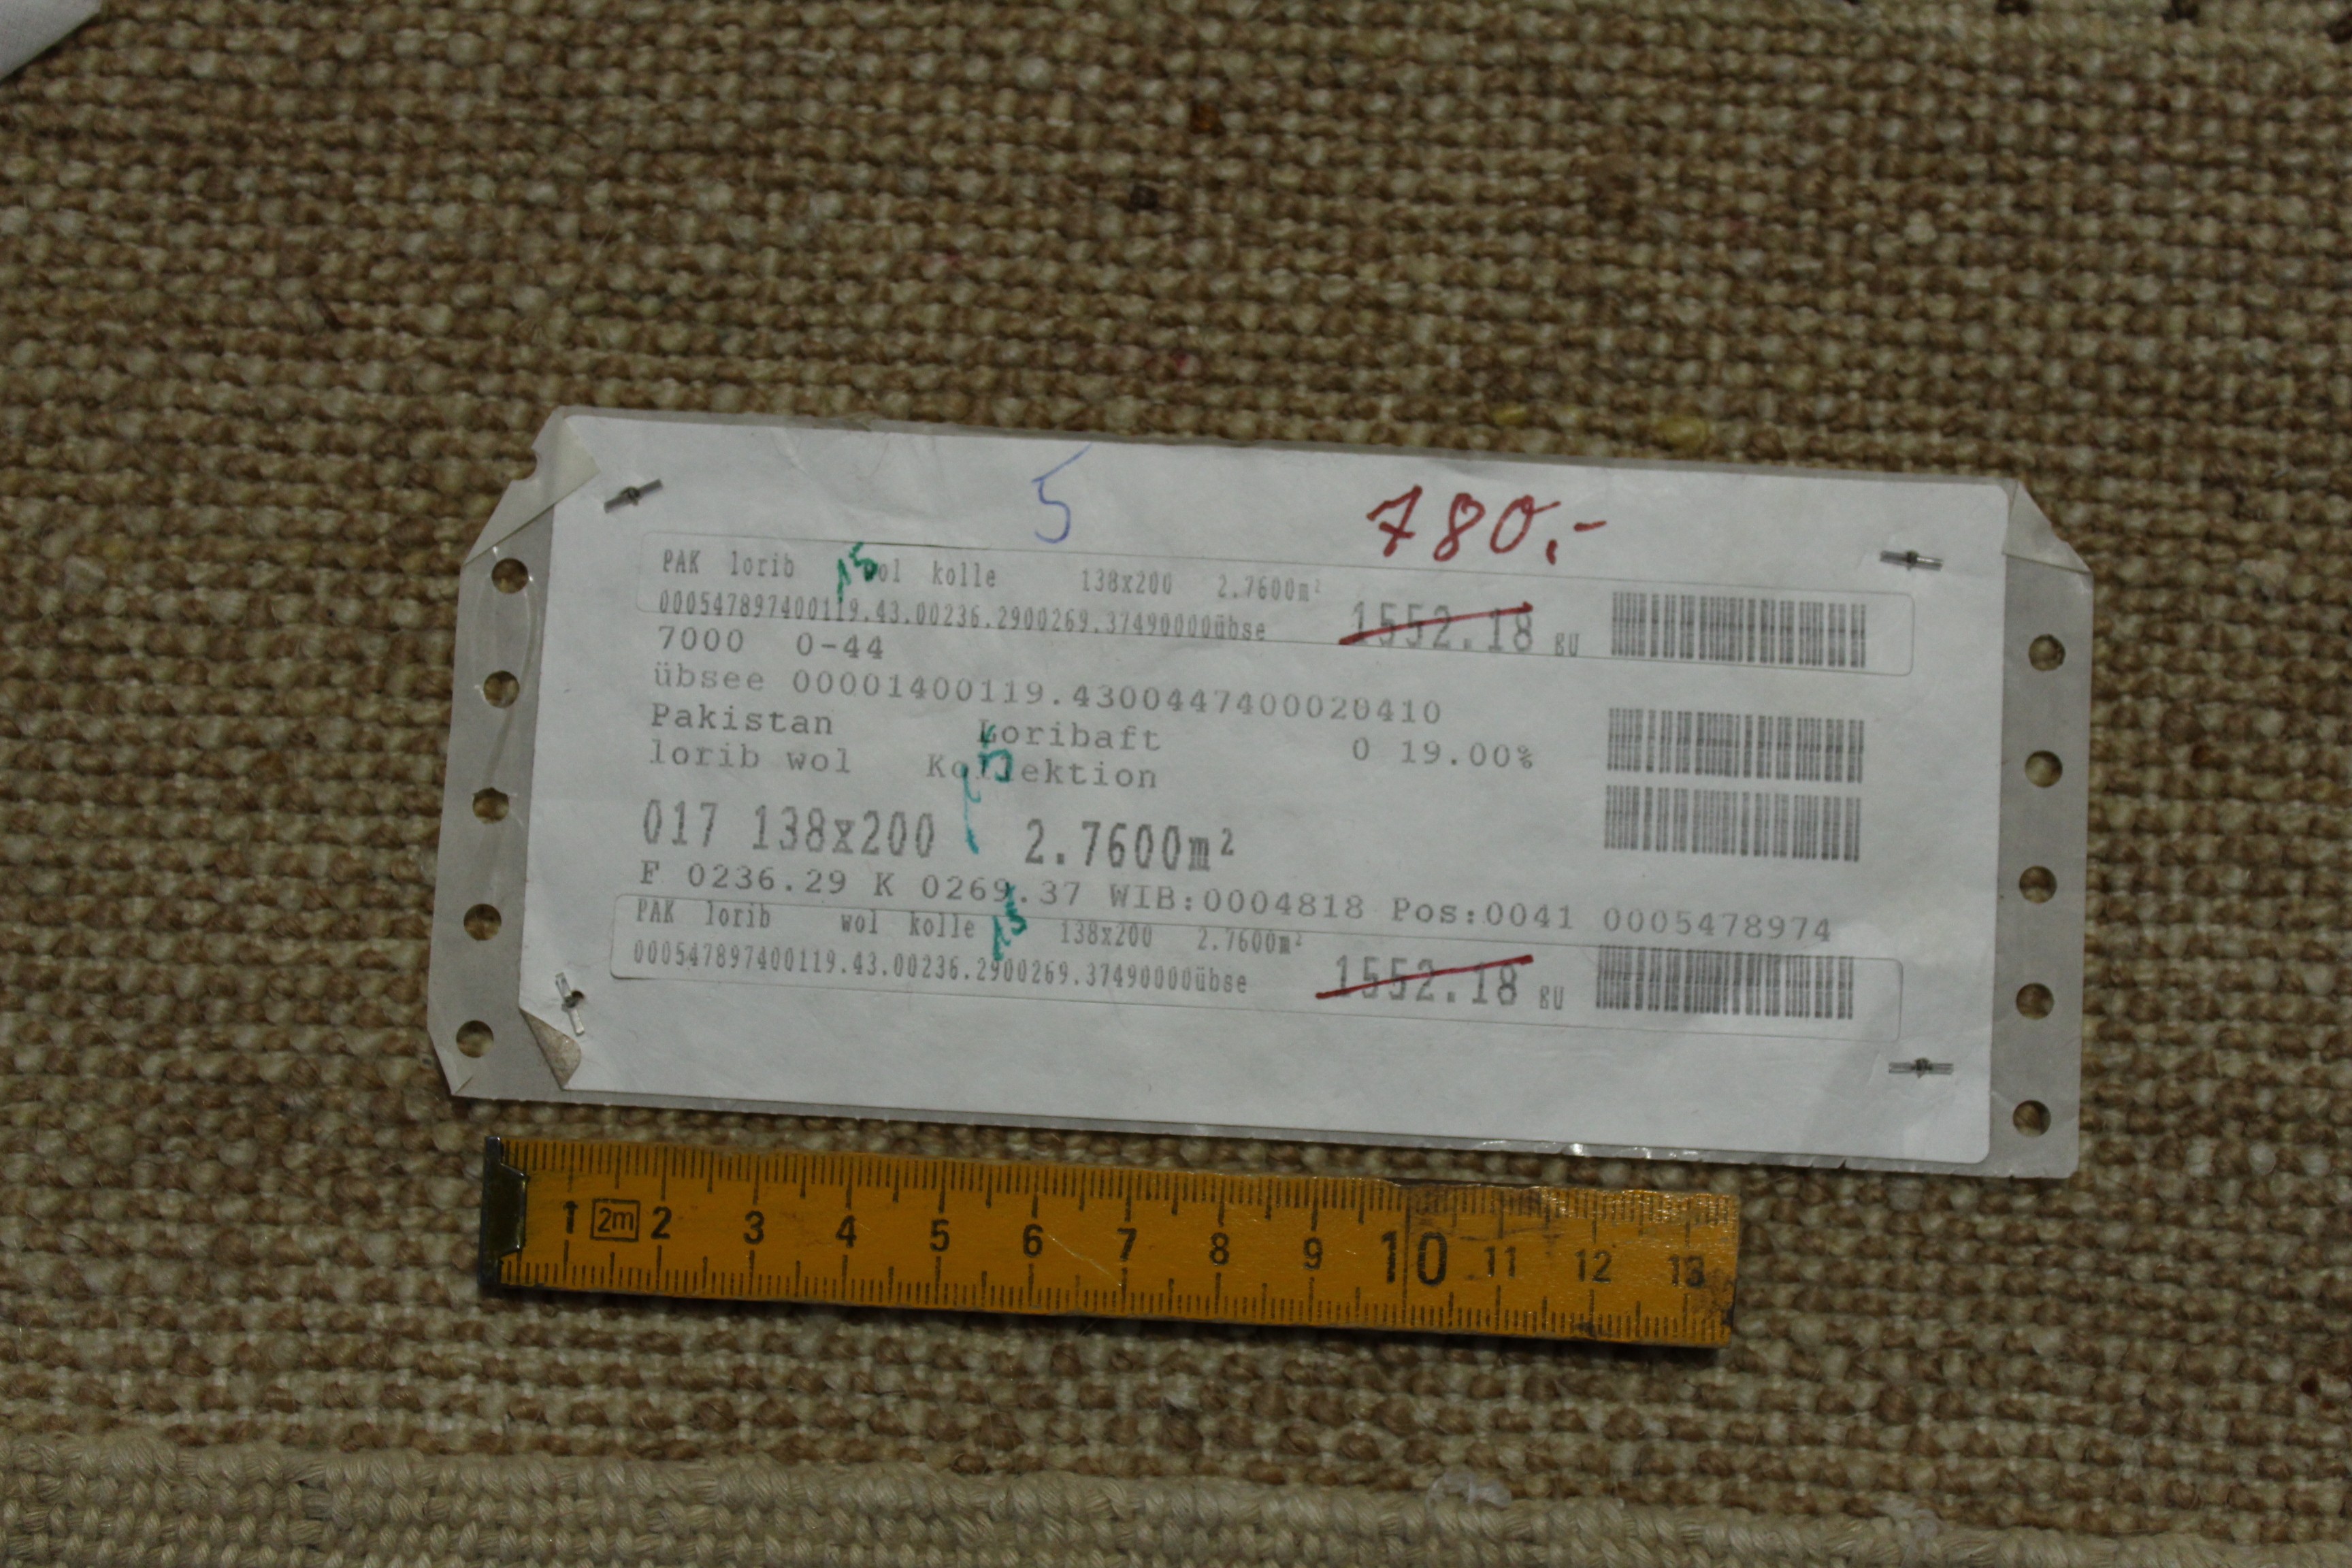 5 780,-
PAK lorib 15 wol kolle 138x200 2.7600m²
000547897400119.43.00236.2900269.37490000übse 1552.18 EU
7000 O-44
übsee 00001400119.4300447400020410
Pakistan Loribaft 0 19.00%
lorib wol Kollektion 15
017 138x200 2.7600m²
F 0236.29 K 0269.37 WIB:0004818 Pos:0041 0005478974
PAK lorib wol kolle 15 138x200 2.7600m²
000547897400119.43.00236.2900269.37490000übse 1552.18 EU
1 2m 2 3 4 5 6 7 8 9 10 11 12 13